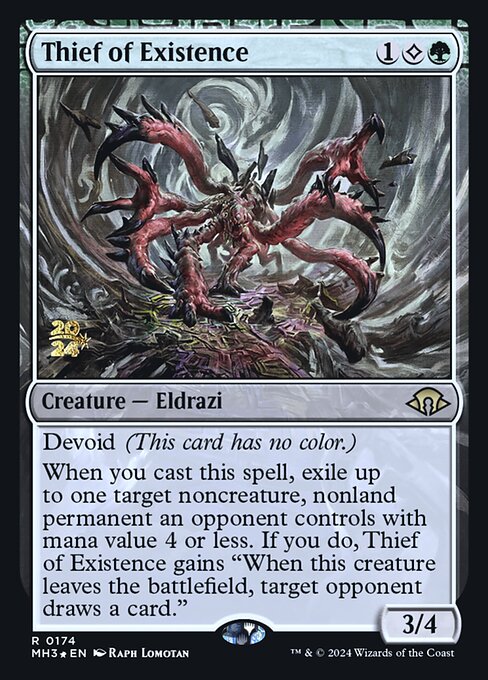 Thief of Existence
1
2024
Creature — Eldrazi
Devoid (This card has no color.)
When you cast this spell, exile up
to one target noncreature, nonland
permanent an opponent controls with
mana value 4 or less. If you do, Thief
of Existence gains “When this creature
leaves the battlefield, target opponent
draws a card.”
3/4
R 0174
MH3★EN Raph Lomotan
™ & © 2024 Wizards of the Coast